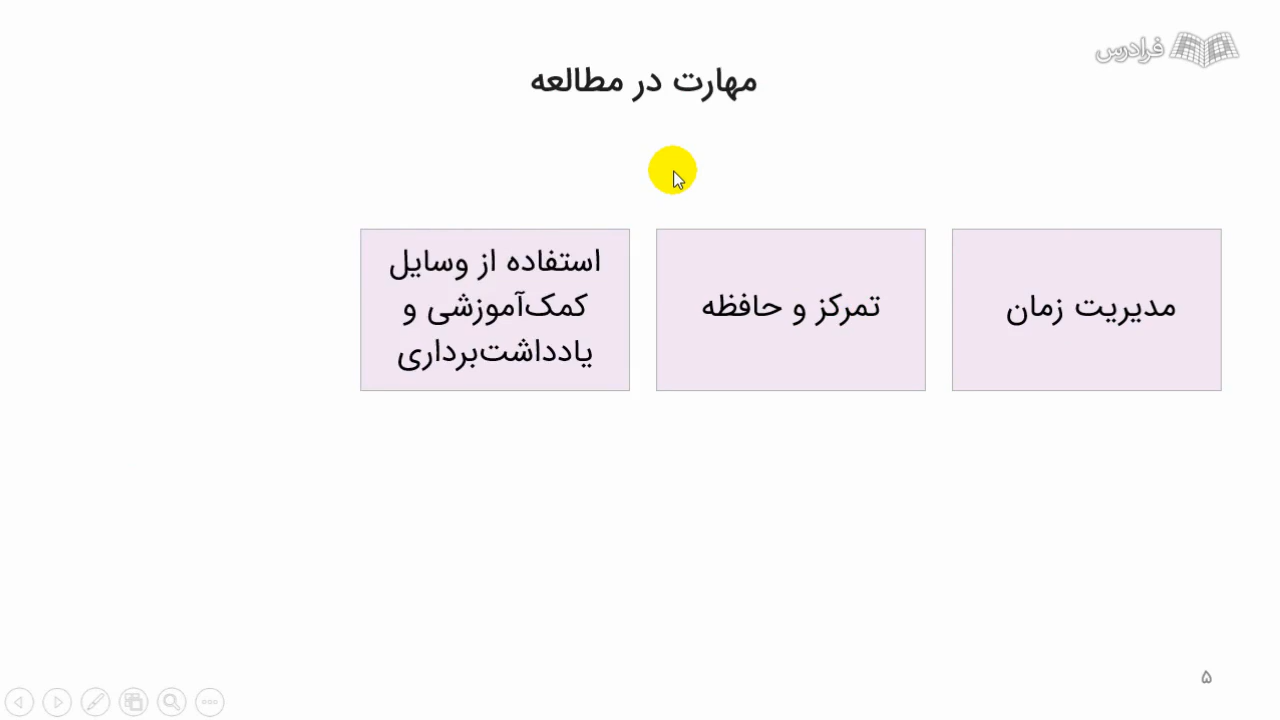 فرادرس
مهارت در مطالعه
مدیریت زمان
تمرکز و حافظه
استفاده از وسایل
کمک‌آموزشی و
یادداشت‌برداری
۵